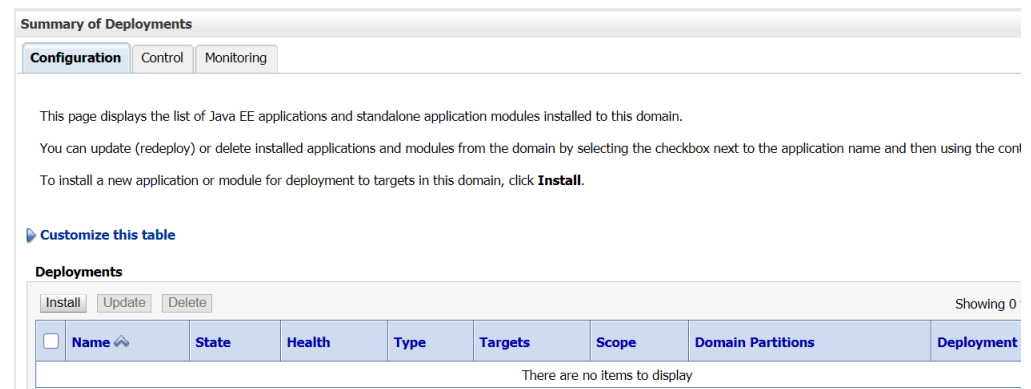 Summary of Deployments
Configuration Control Monitoring
This page displays the list of Java EE applications and standalone application modules installed to this domain.
You can update (redeploy) or delete installed applications and modules from the domain by selecting the checkbox next to the application name and then using the cont
To install a new application or module for deployment to targets in this domain, click Install.
Customize this table
Deployments
Install Update Delete Showing 0
Name State Health Type Targets Scope Domain Partitions Deployment
There are no items to display